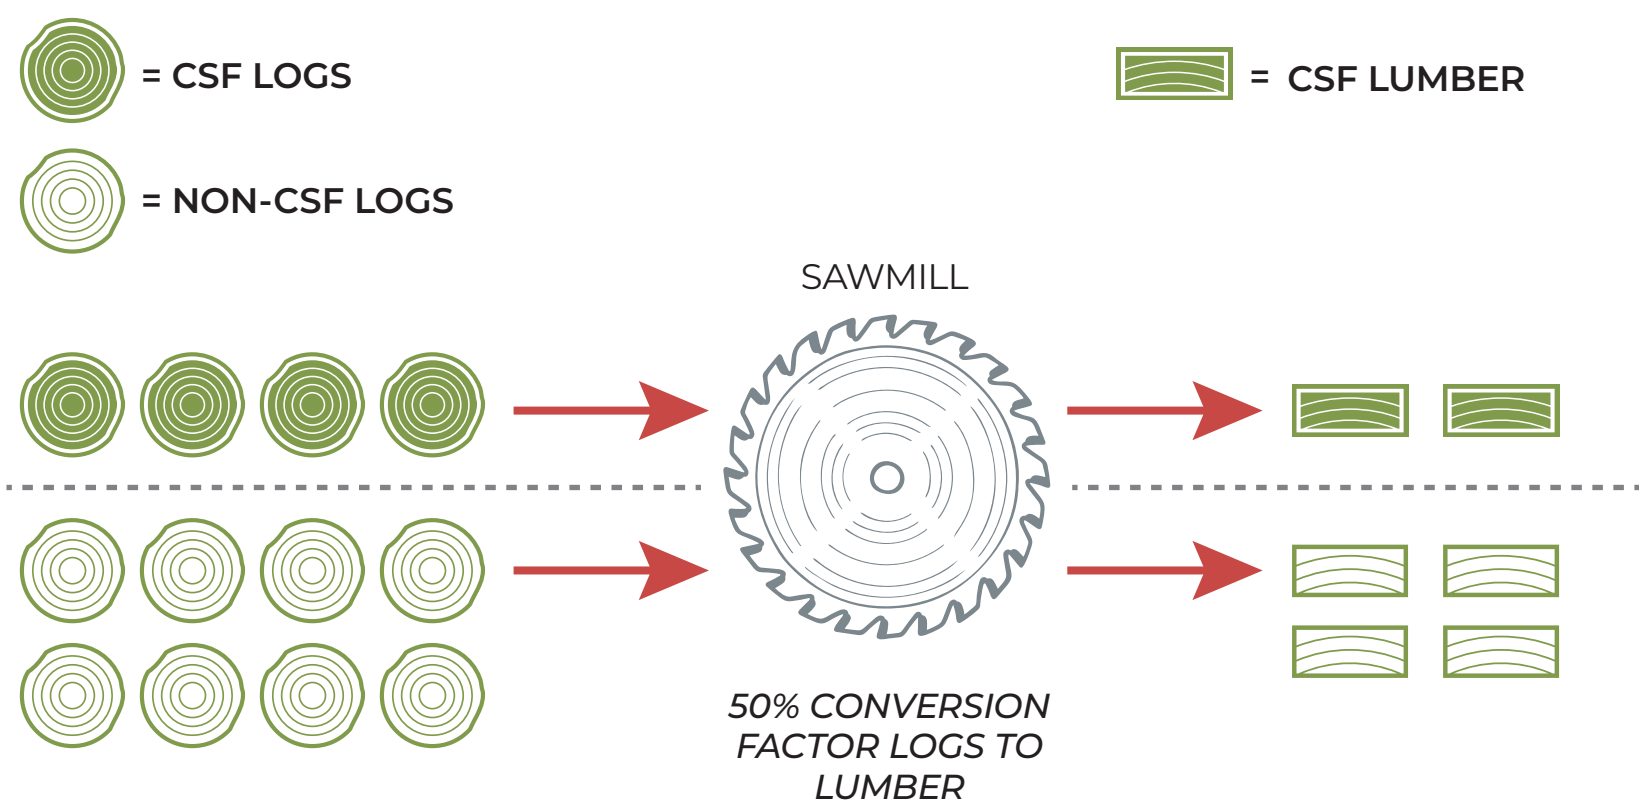 = CSF LOGS
= CSF LUMBER
= NON-CSF LOGS
SAWMILL
50% CONVERSION
FACTOR LOGS TO
LUMBER